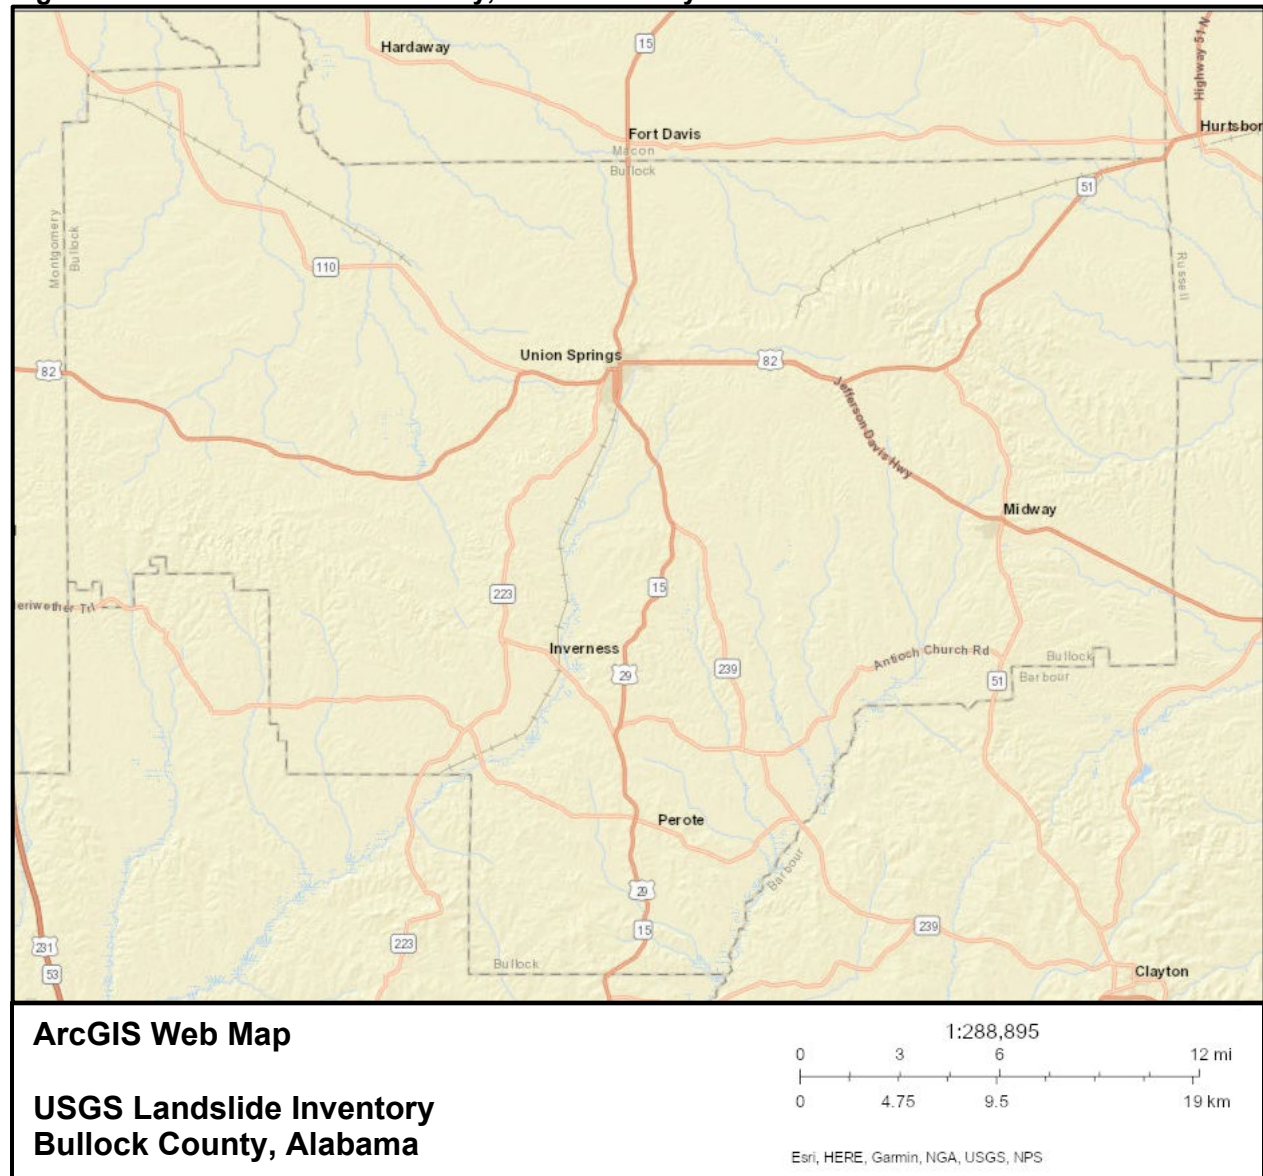 Hardaway
15
Highway 51 N
Fort Davis
Macon
Bullock
51
Montgomery
Bullock
110
Russell
Union Springs
82
82
Jefferson Davis Hwy
Midway
223
15
Inverness
29
239
Antioch Church Rd
Bullock
Barbour
51
Perote
Barbour
29
15
239
231
53
223
Bullock
Clayton
ArcGIS Web Map
USGS Landslide Inventory
Bullock County, Alabama
1:288,895
0 3 6 12 mi
0 4.75 9.5 19 km
Esri, HERE, Garmin, NGA, USGS, NPS